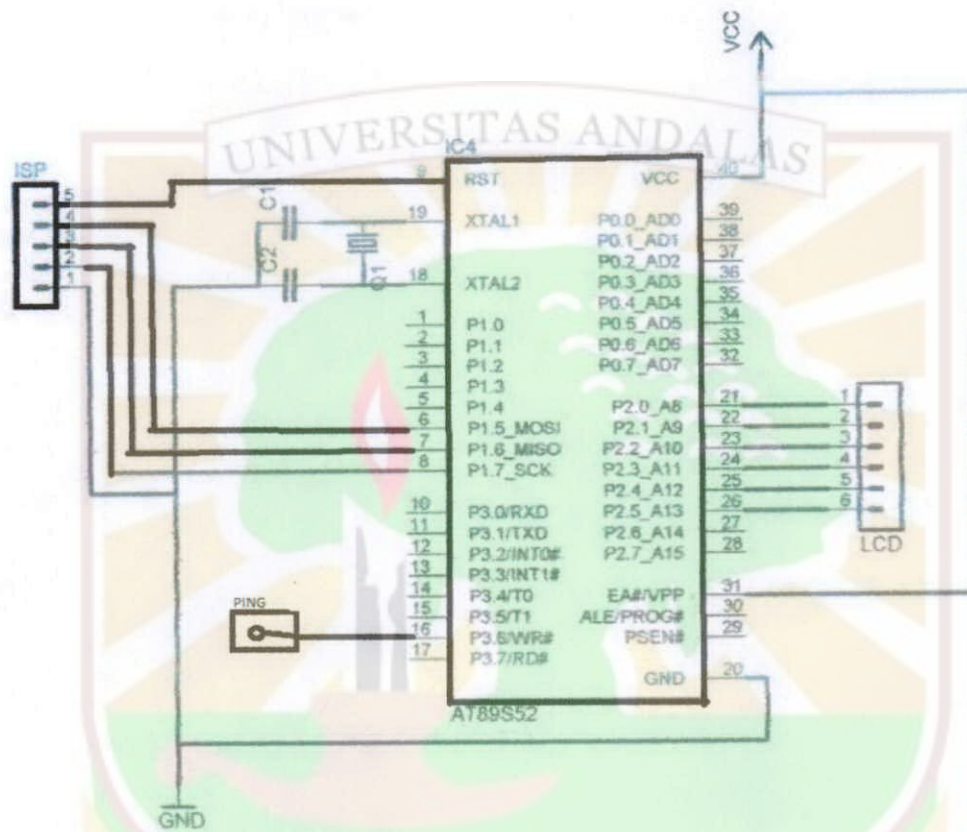 VCC
UNIVERSITAS ANDALAS
ISP
5
4
3
2
1
C1
C2
Q1
IC4
9 RST
19 XTAL1
18 XTAL2
1 P1.0
2 P1.1
3 P1.2
4 P1.3
5 P1.4
6 P1.5_MOSI
7 P1.6_MISO
8 P1.7_SCK
10 P3.0/RXD
11 P3.1/TXD
12 P3.2/INT0#
13 P3.3/INT1#
14 P3.4/T0
15 P3.5/T1
16 P3.6/WR#
17 P3.7/RD#
VCC 40
P0.0_AD0 39
P0.1_AD1 38
P0.2_AD2 37
P0.3_AD3 36
P0.4_AD4 35
P0.5_AD5 34
P0.6_AD6 33
P0.7_AD7 32
P2.0_A8 21
P2.1_A9 22
P2.2_A10 23
P2.3_A11 24
P2.4_A12 25
P2.5_A13 26
P2.6_A14 27
P2.7_A15 28
EA#/VPP 31
ALE/PROG# 30
PSEN# 29
GND 20
AT89S52
1
2
3
4
5
6
LCD
PING
GND